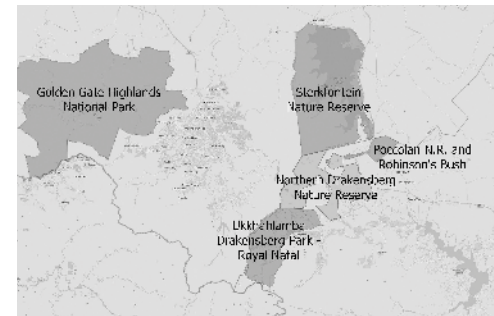 Golden Gate Highlands
National Park
Sterkfontein
Nature Reserve
Poccolan N.R. and
Robinson's Bush
Northern Drakensberg
Nature Reserve
Ukhahlamba
Drakensberg Park -
Royal Natal